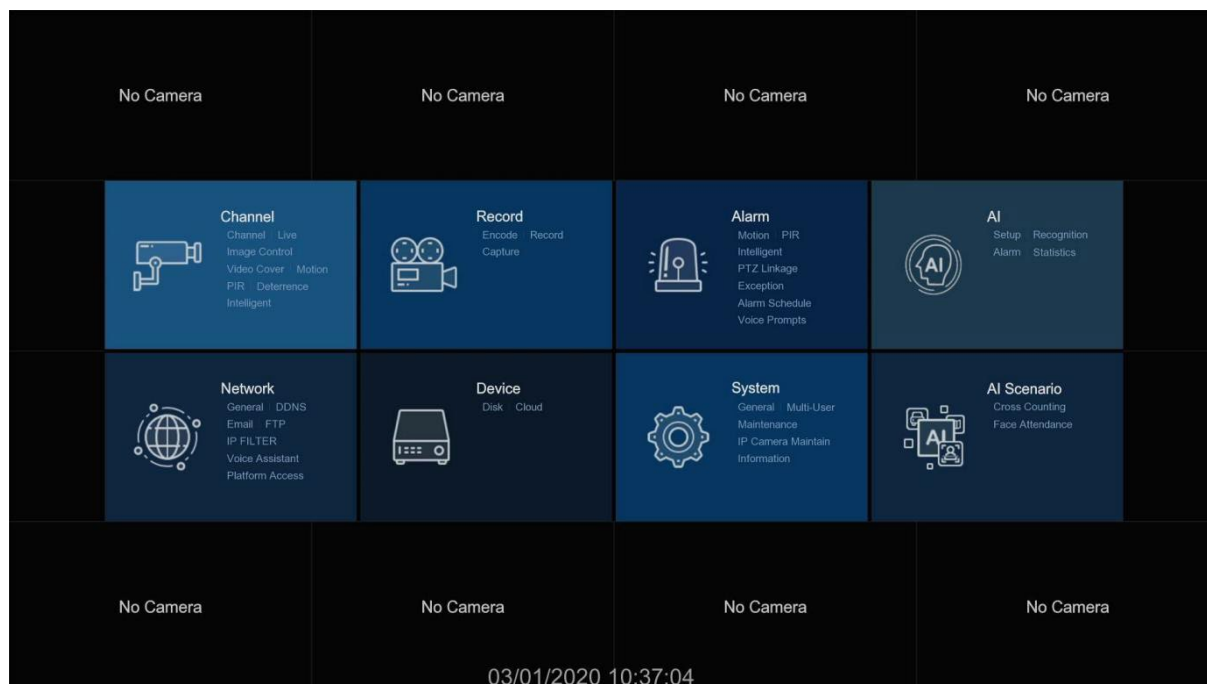 No Camera
No Camera
No Camera
No Camera
Channel
Channel | Live
Image Control
Video Cover | Motion
PIR | Deterrence
Intelligent
Record
Encode | Record
Capture
Alarm
Motion | PIR
Intelligent
PTZ Linkage
Exception
Alarm Schedule
Voice Prompts
AI
Setup | Recognition
Alarm | Statistics
AI
Network
General | DDNS
Email | FTP
IP FILTER
Voice Assistant
Platform Access
Device
Disk | Cloud
System
General | Multi-User
Maintenance
IP Camera Maintain
Information
AI Scenario
Cross Counting
Face Attendance
AI
No Camera
No Camera
No Camera
No Camera
03/01/2020 10:37:04